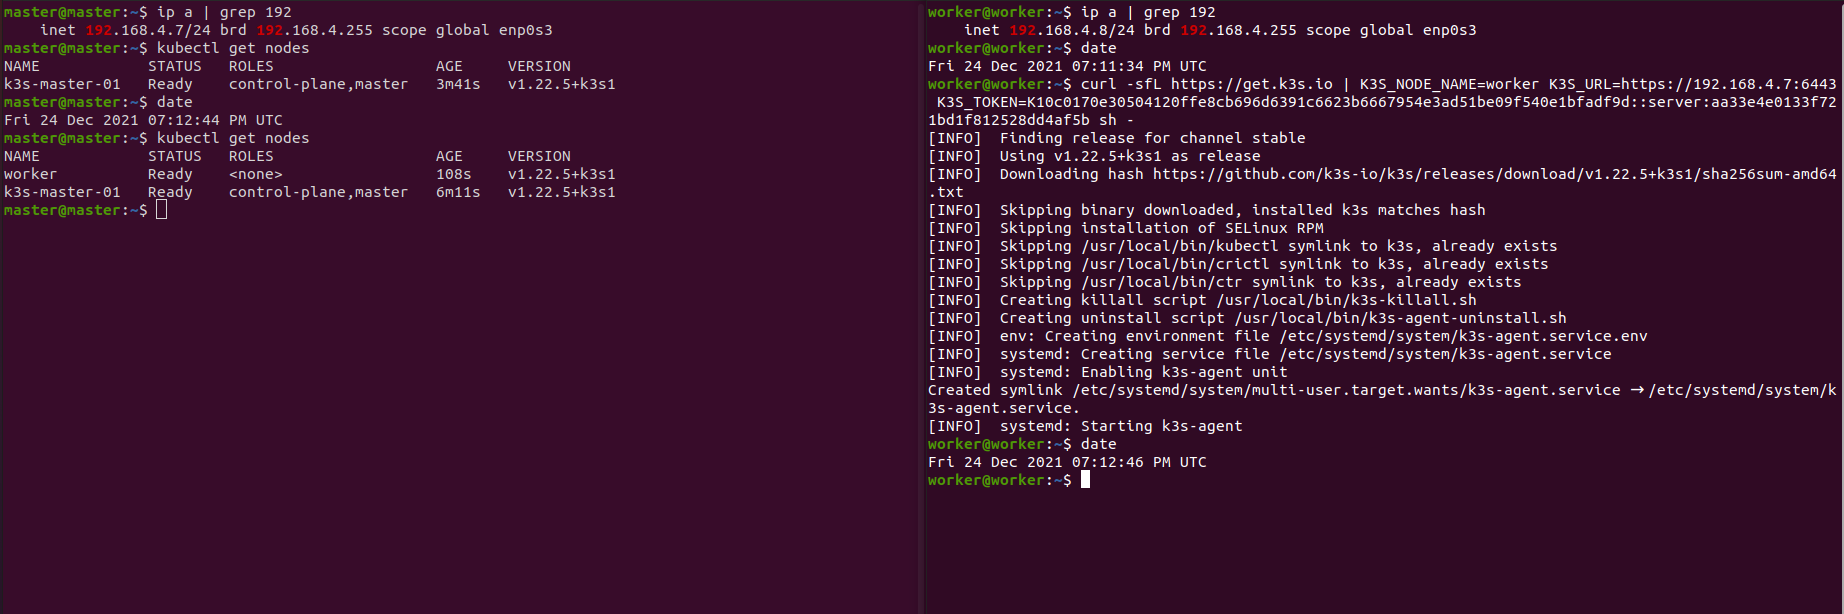 master@master:~$ ip a | grep 192
    inet 192.168.4.7/24 brd 192.168.4.255 scope global enp0s3
master@master:~$ kubectl get nodes
NAME            STATUS   ROLES                  AGE     VERSION
k3s-master-01   Ready    control-plane,master   3m41s   v1.22.5+k3s1
master@master:~$ date
Fri 24 Dec 2021 07:12:44 PM UTC
master@master:~$ kubectl get nodes
NAME            STATUS   ROLES                  AGE     VERSION
worker          Ready    <none>                 108s    v1.22.5+k3s1
k3s-master-01   Ready    control-plane,master   6m11s   v1.22.5+k3s1
master@master:~$
worker@worker:~$ ip a | grep 192
    inet 192.168.4.8/24 brd 192.168.4.255 scope global enp0s3
worker@worker:~$ date
Fri 24 Dec 2021 07:11:34 PM UTC
worker@worker:~$ curl -sfL https://get.k3s.io | K3S_NODE_NAME=worker K3S_URL=https://192.168.4.7:6443
 K3S_TOKEN=K10c0170e30504120ffe8cb696d6391c6623b6667954e3ad51be09f540e1bfadf9d::server:aa33e4e0133f72
1bd1f812528dd4af5b sh -
[INFO]  Finding release for channel stable
[INFO]  Using v1.22.5+k3s1 as release
[INFO]  Downloading hash https://github.com/k3s-io/k3s/releases/download/v1.22.5+k3s1/sha256sum-amd64
.txt
[INFO]  Skipping binary downloaded, installed k3s matches hash
[INFO]  Skipping installation of SELinux RPM
[INFO]  Skipping /usr/local/bin/kubectl symlink to k3s, already exists
[INFO]  Skipping /usr/local/bin/crictl symlink to k3s, already exists
[INFO]  Skipping /usr/local/bin/ctr symlink to k3s, already exists
[INFO]  Creating killall script /usr/local/bin/k3s-killall.sh
[INFO]  Creating uninstall script /usr/local/bin/k3s-agent-uninstall.sh
[INFO]  env: Creating environment file /etc/systemd/system/k3s-agent.service.env
[INFO]  systemd: Creating service file /etc/systemd/system/k3s-agent.service
[INFO]  systemd: Enabling k3s-agent unit
Created symlink /etc/systemd/system/multi-user.target.wants/k3s-agent.service → /etc/systemd/system/k
3s-agent.service.
[INFO]  systemd: Starting k3s-agent
worker@worker:~$ date
Fri 24 Dec 2021 07:12:46 PM UTC
worker@worker:~$